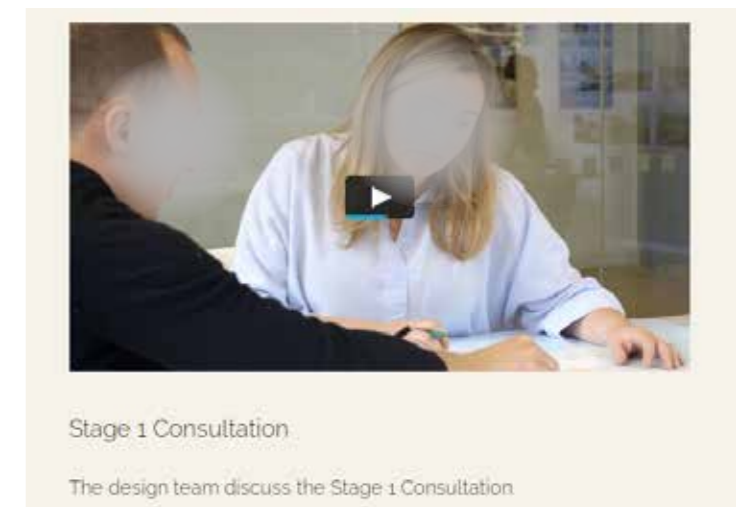 Stage 1 Consultation
The design team discuss the Stage 1 Consultation